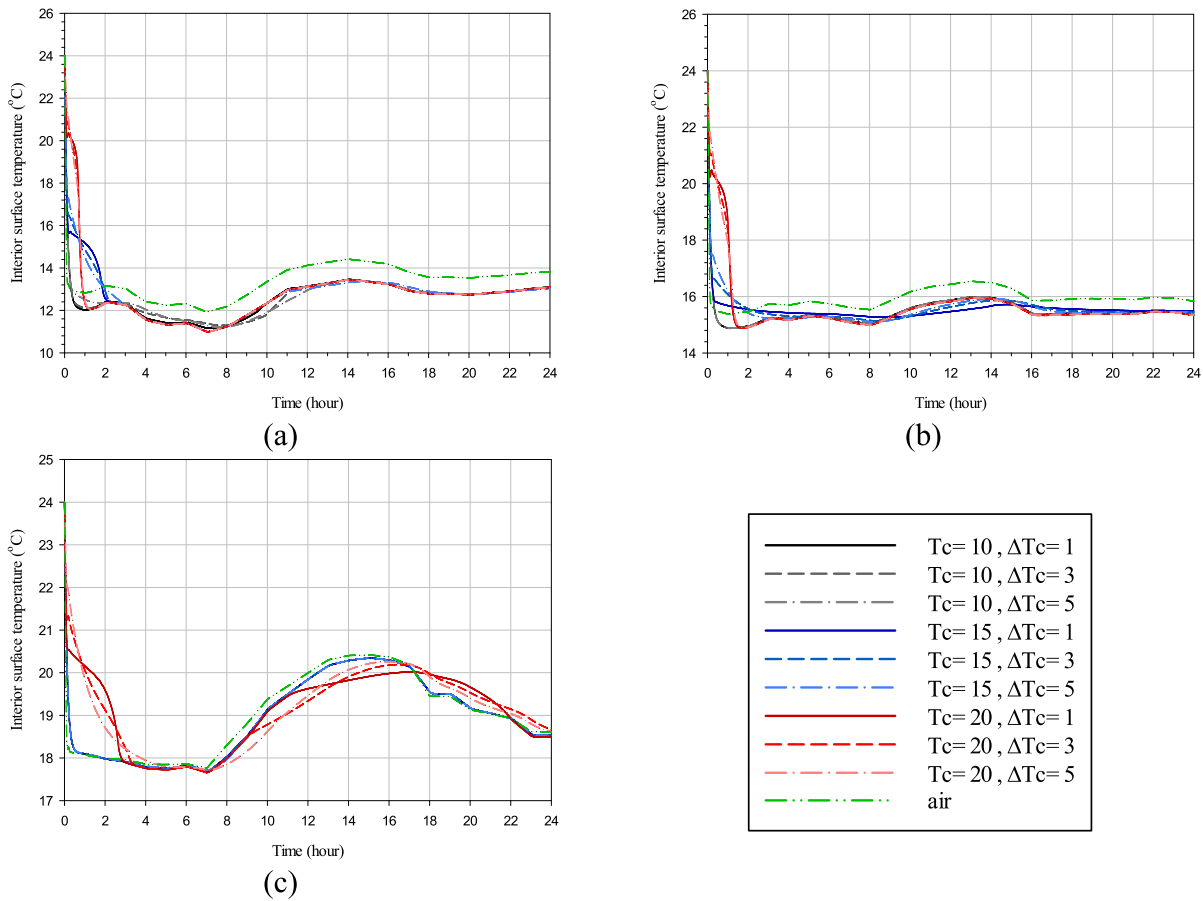 26
24
22
20
18
16
14
12
10
Interior surface temperature (°C)
0 2 4 6 8 10 12 14 16 18 20 22 24
Time (hour)
(a)
26
24
22
20
18
16
14
Interior surface temperature (°C)
0 2 4 6 8 10 12 14 16 18 20 22 24
Time (hour)
(b)
25
24
23
22
21
20
19
18
17
Interior surface temperature (°C)
0 2 4 6 8 10 12 14 16 18 20 22 24
Time (hour)
(c)
Tc= 10 , ΔTc= 1
Tc= 10 , ΔTc= 3
Tc= 10 , ΔTc= 5
Tc= 15 , ΔTc= 1
Tc= 15 , ΔTc= 3
Tc= 15 , ΔTc= 5
Tc= 20 , ΔTc= 1
Tc= 20 , ΔTc= 3
Tc= 20 , ΔTc= 5
air